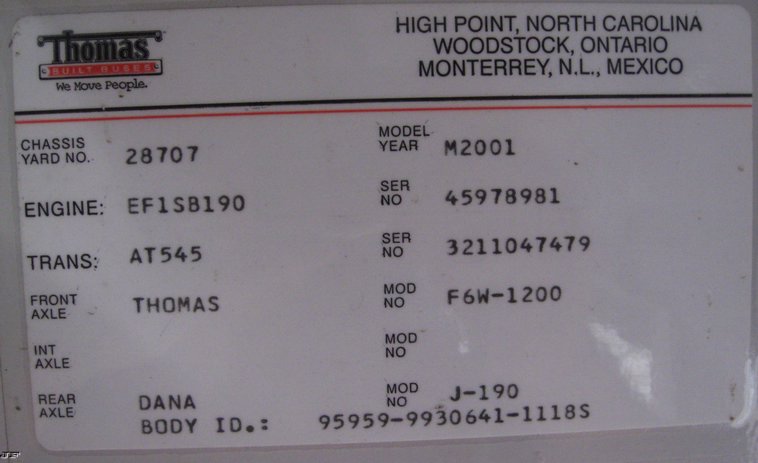 Thomas
BUILT BUSES
We Move People.
HIGH POINT, NORTH CAROLINA
WOODSTOCK, ONTARIO
MONTERREY, N.L., MEXICO
CHASSIS YARD NO. 28707 MODEL YEAR M2001
ENGINE: EF1SB190 SER NO 45978981
TRANS: AT545 SER NO 3211047479
FRONT AXLE THOMAS MOD NO F6W-1200
INT AXLE MOD NO
REAR AXLE DANA MOD NO J-190
BODY ID.: 95959-9930641-1118S